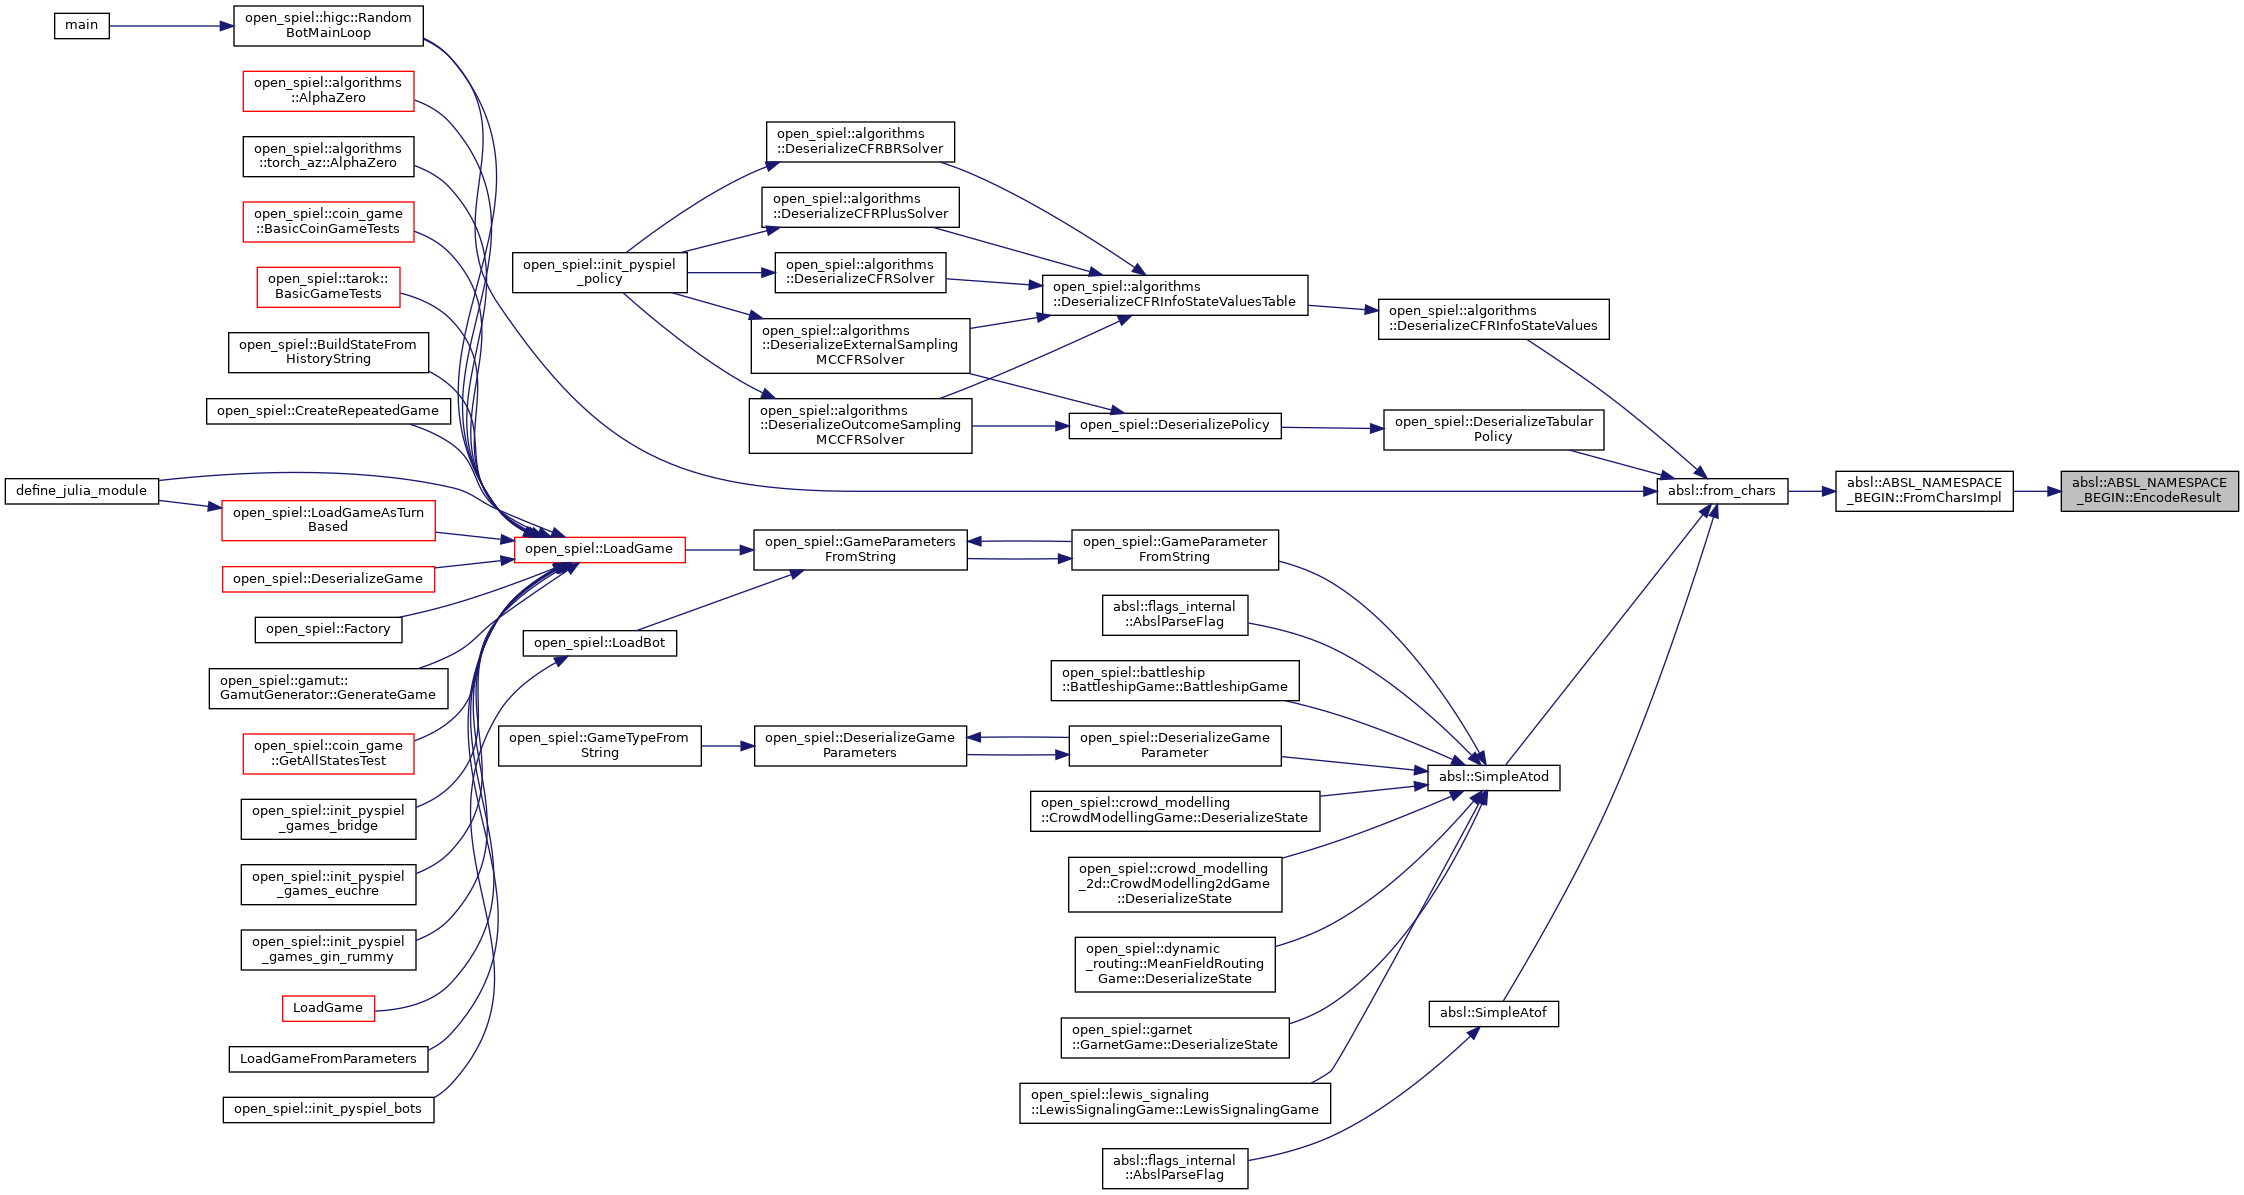 main
open_spiel::higc::Random
BotMainLoop
open_spiel::algorithms
::AlphaZero
open_spiel::algorithms
::torch_az::AlphaZero
open_spiel::coin_game
::BasicCoinGameTests
open_spiel::tarok::
BasicGameTests
open_spiel::BuildStateFrom
HistoryString
open_spiel::CreateRepeatedGame
define_julia_module
open_spiel::LoadGameAsTurn
Based
open_spiel::DeserializeGame
open_spiel::Factory
open_spiel::gamut::
GamutGenerator::GenerateGame
open_spiel::coin_game
::GetAllStatesTest
open_spiel::init_pyspiel
_games_bridge
open_spiel::init_pyspiel
_games_euchre
open_spiel::init_pyspiel
_games_gin_rummy
LoadGame
LoadGameFromParameters
open_spiel::init_pyspiel_bots
open_spiel::init_pyspiel
_policy
open_spiel::LoadGame
open_spiel::LoadBot
open_spiel::GameTypeFrom
String
open_spiel::algorithms
::DeserializeCFRBRSolver
open_spiel::algorithms
::DeserializeCFRPlusSolver
open_spiel::algorithms
::DeserializeCFRSolver
open_spiel::algorithms
::DeserializeExternalSampling
MCCFRSolver
open_spiel::algorithms
::DeserializeOutcomeSampling
MCCFRSolver
open_spiel::GameParameters
FromString
open_spiel::DeserializeGame
Parameters
open_spiel::algorithms
::DeserializeCFRInfoStateValuesTable
open_spiel::DeserializePolicy
open_spiel::GameParameter
FromString
absl::flags_internal
::AbslParseFlag
open_spiel::battleship
::BattleshipGame::BattleshipGame
open_spiel::DeserializeGame
Parameter
open_spiel::crowd_modelling
::CrowdModellingGame::DeserializeState
open_spiel::crowd_modelling
_2d::CrowdModelling2dGame
::DeserializeState
open_spiel::dynamic
_routing::MeanFieldRouting
Game::DeserializeState
open_spiel::garnet
::GarnetGame::DeserializeState
open_spiel::lewis_signaling
::LewisSignalingGame::LewisSignalingGame
absl::flags_internal
::AbslParseFlag
open_spiel::algorithms
::DeserializeCFRInfoStateValues
open_spiel::DeserializeTabular
Policy
absl::SimpleAtod
absl::SimpleAtof
absl::from_chars
absl::ABSL_NAMESPACE
_BEGIN::FromCharsImpl
absl::ABSL_NAMESPACE
_BEGIN::EncodeResult